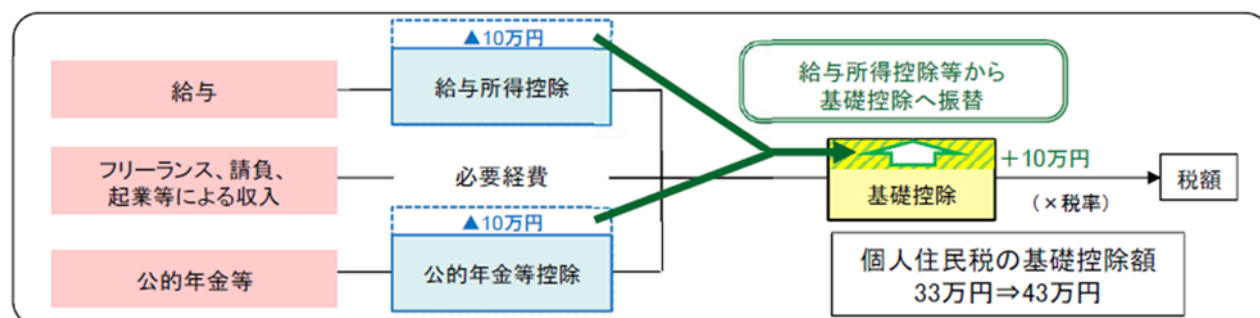 ▲10万円
給与
給与所得控除
給与所得控除等から
基礎控除へ振替
フリーランス、請負、
起業等による収入
必要経費
+10万円
基礎控除
(×税率)
税額
▲10万円
公的年金等
公的年金等控除
個人住民税の基礎控除額
33万円⇒43万円